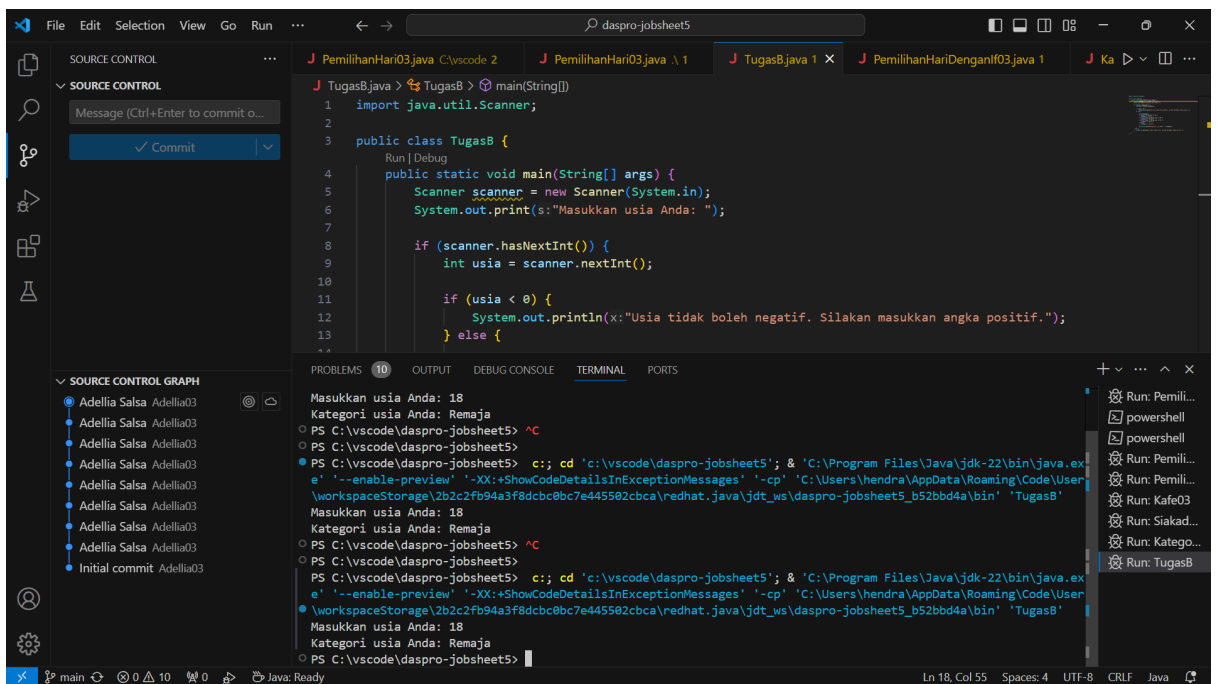 File Edit Selection View Go Run ··· daspro-jobsheet5
SOURCE CONTROL ···
SOURCE CONTROL
Message (Ctrl+Enter to commit o...
Commit
SOURCE CONTROL GRAPH
Adellia Salsa Adellia03
Adellia Salsa Adellia03
Adellia Salsa Adellia03
Adellia Salsa Adellia03
Adellia Salsa Adellia03
Adellia Salsa Adellia03
Adellia Salsa Adellia03
Adellia Salsa Adellia03
Initial commit Adellia03
J PemilihanHari03.java C:\vscode 2 J PemilihanHari03.java .\ 1 J TugasB.java 1 J PemilihanHariDenganIf03.java 1 J Ka
J TugasB.java > TugasB > main(String[])
1 import java.util.Scanner;
2
3 public class TugasB {
Run | Debug
4 public static void main(String[] args) {
5 Scanner scanner = new Scanner(System.in);
6 System.out.print(s:"Masukkan usia Anda: ");
7
8 if (scanner.hasNextInt()) {
9 int usia = scanner.nextInt();
10
11 if (usia < 0) {
12 System.out.println(x:"Usia tidak boleh negatif. Silakan masukkan angka positif.");
13 } else {
PROBLEMS 10 OUTPUT DEBUG CONSOLE TERMINAL PORTS
Masukkan usia Anda: 18
Kategori usia Anda: Remaja
PS C:\vscode\daspro-jobsheet5> ^C
PS C:\vscode\daspro-jobsheet5>
PS C:\vscode\daspro-jobsheet5> c:; cd 'c:\vscode\daspro-jobsheet5'; & 'C:\Program Files\Java\jdk-22\bin\java.ex
e' '--enable-preview' '-XX:+ShowCodeDetailsInExceptionMessages' '-cp' 'C:\Users\hendra\AppData\Roaming\Code\User
\workspaceStorage\2b2c2fb94a3f8dcbc0bc7e445502cbca\redhat.java\jdt_ws\daspro-jobsheet5_b52bbd4a\bin' 'TugasB'
Masukkan usia Anda: 18
Kategori usia Anda: Remaja
PS C:\vscode\daspro-jobsheet5> ^C
PS C:\vscode\daspro-jobsheet5>
PS C:\vscode\daspro-jobsheet5> c:; cd 'c:\vscode\daspro-jobsheet5'; & 'C:\Program Files\Java\jdk-22\bin\java.ex
e' '--enable-preview' '-XX:+ShowCodeDetailsInExceptionMessages' '-cp' 'C:\Users\hendra\AppData\Roaming\Code\User
\workspaceStorage\2b2c2fb94a3f8dcbc0bc7e445502cbca\redhat.java\jdt_ws\daspro-jobsheet5_b52bbd4a\bin' 'TugasB'
Masukkan usia Anda: 18
Kategori usia Anda: Remaja
PS C:\vscode\daspro-jobsheet5>
Run: Pemili...
powershell
powershell
Run: Pemili...
Run: Pemili...
Run: Kafe03
Run: Siakad...
Run: Katego...
Run: TugasB
main 0 10 0 Java: Ready Ln 18, Col 55 Spaces: 4 UTF-8 CRLF Java